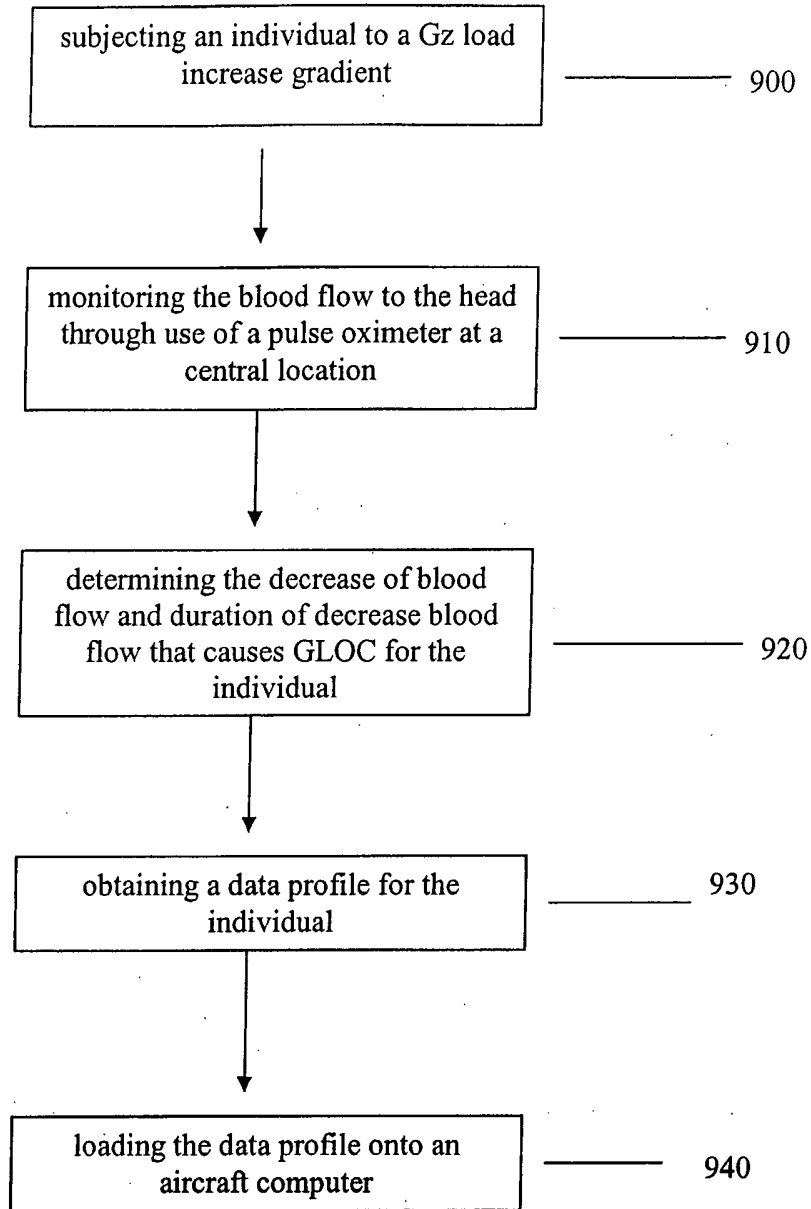 subjecting an individual to a Gz load
increase gradient
900
monitoring the blood flow to the head
through use of a pulse oximeter at a
central location
910
determining the decrease of blood
flow and duration of decrease blood
flow that causes GLOC for the
individual
920
obtaining a data profile for the
individual
930
loading the data profile onto an
aircraft computer
940